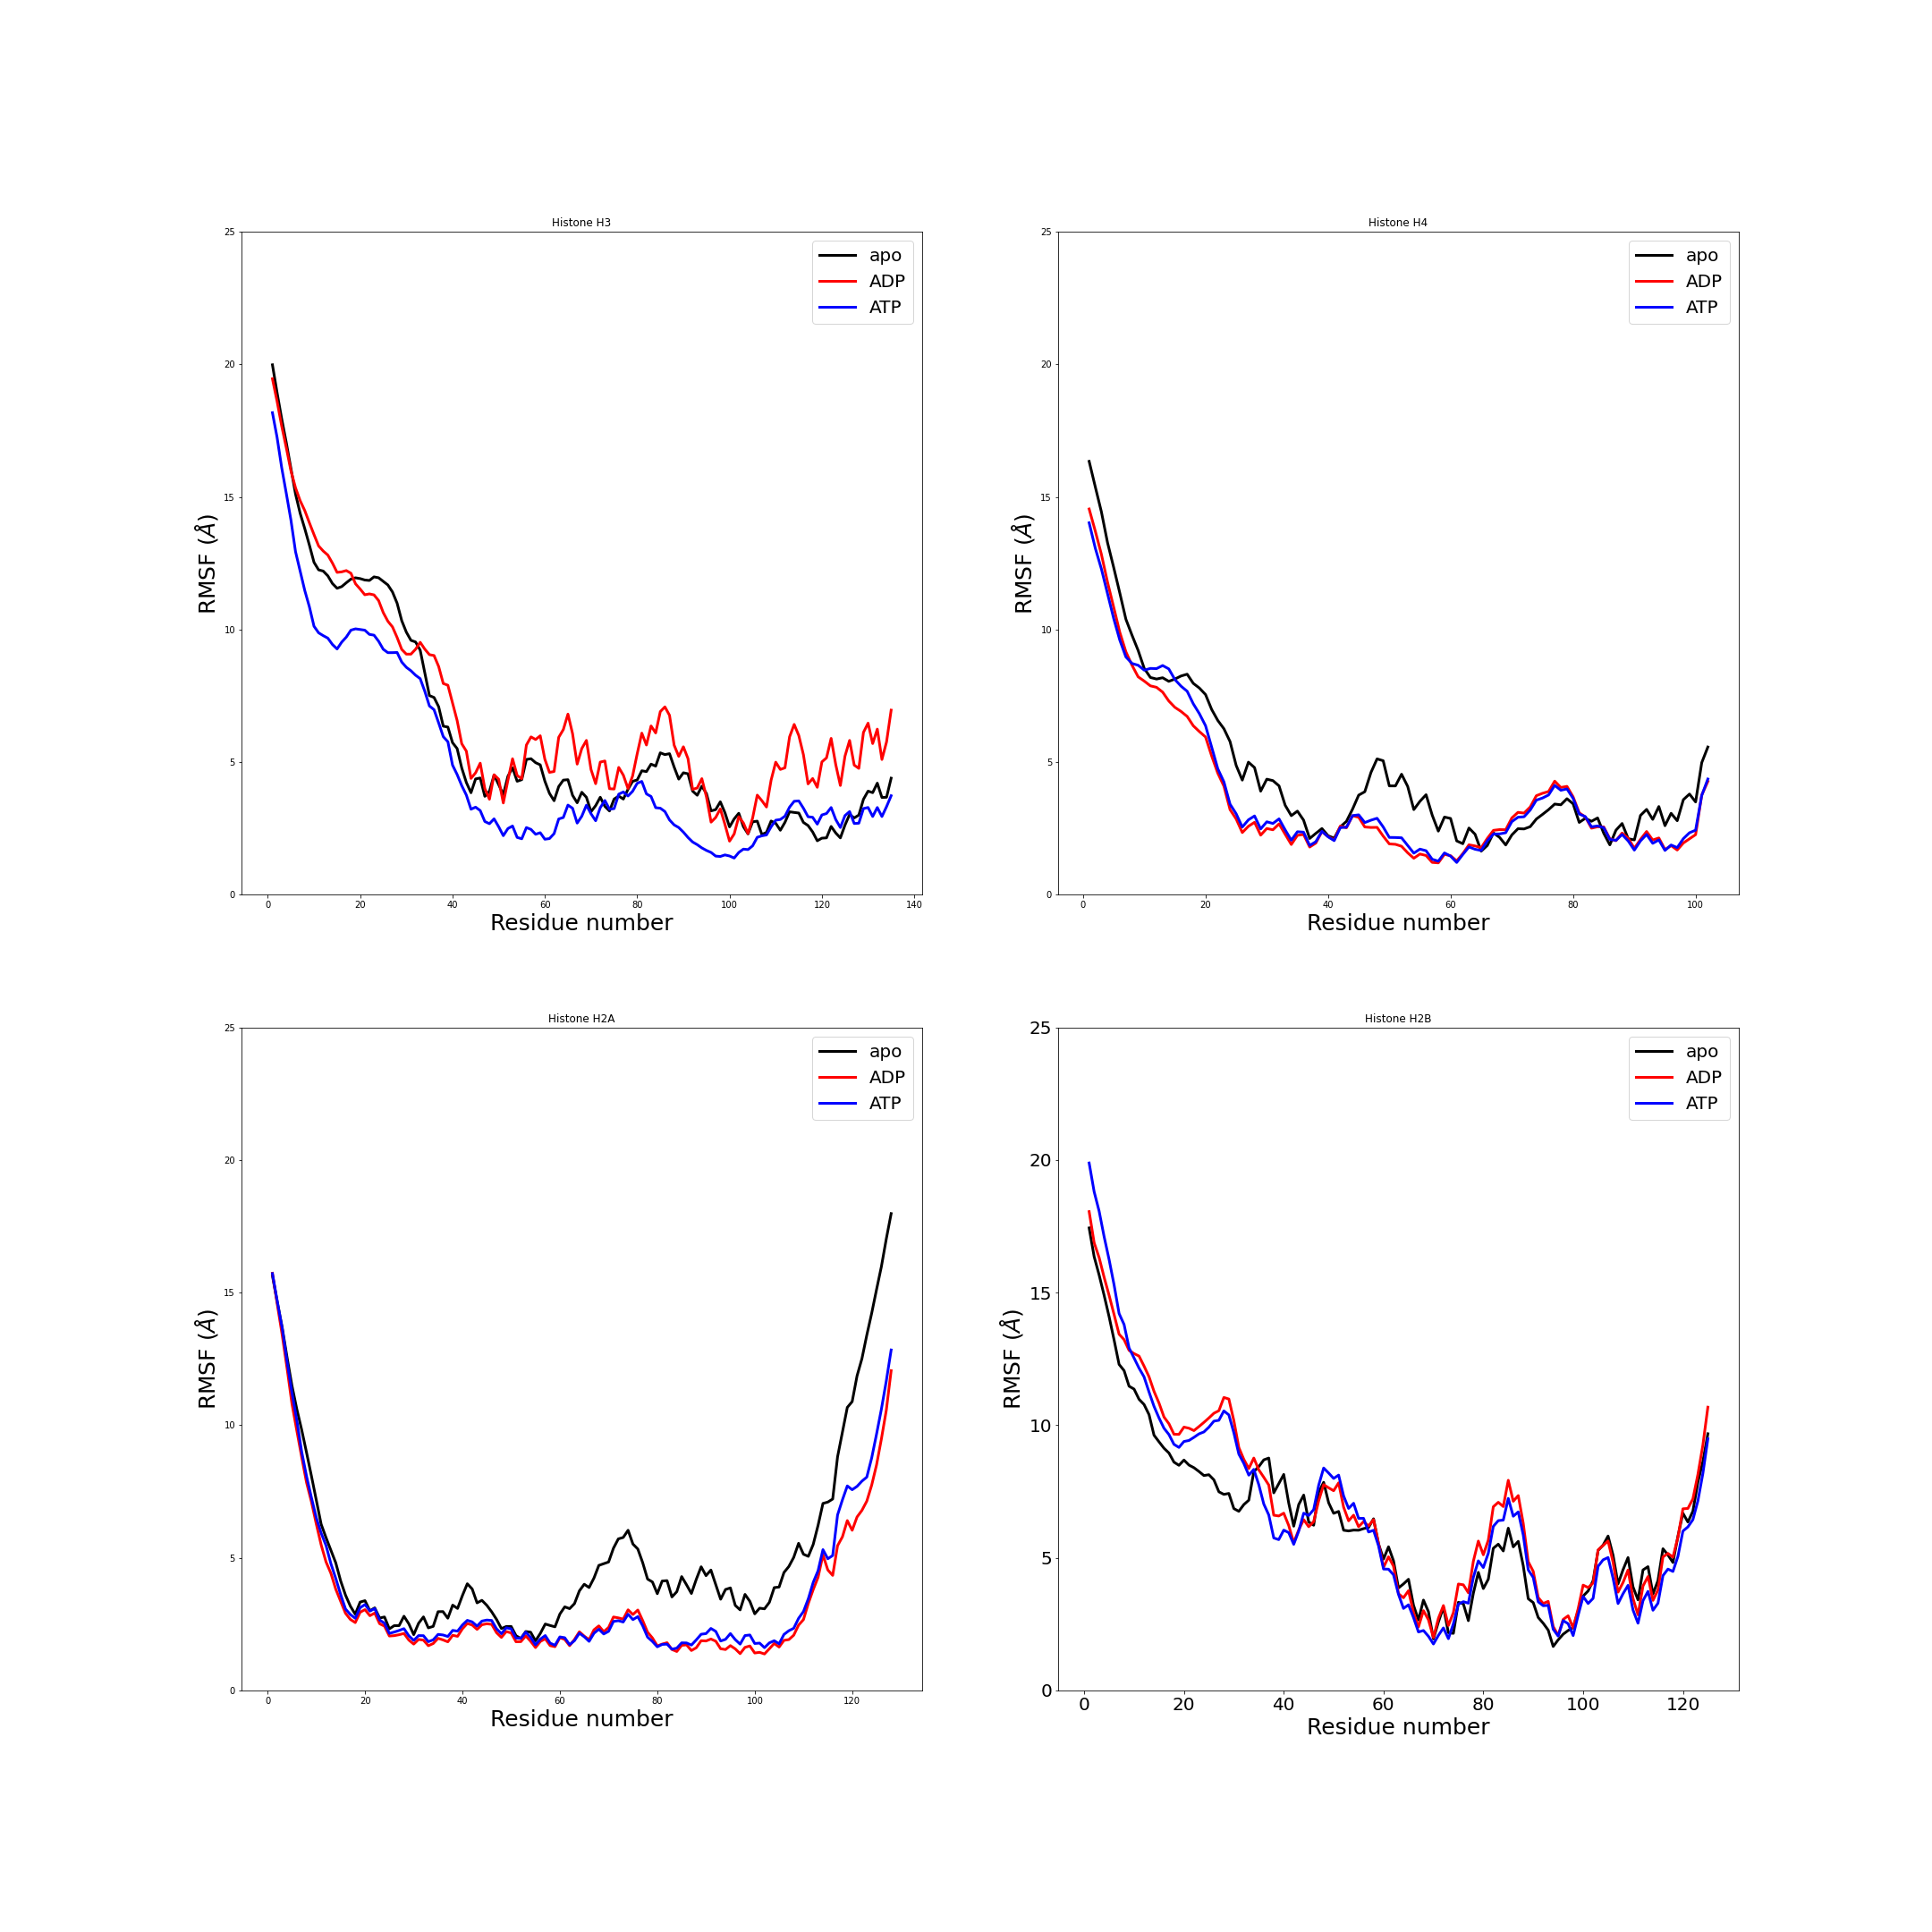 Histone H3
25
20
15
10
5
0
RMSF (Å)
0 20 40 60 80 100 120 140
Residue number
apo
ADP
ATP
Histone H4
25
20
15
10
5
0
RMSF (Å)
0 20 40 60 80 100
Residue number
apo
ADP
ATP
Histone H2A
25
20
15
10
5
0
RMSF (Å)
0 20 40 60 80 100 120
Residue number
apo
ADP
ATP
Histone H2B
25
20
15
10
5
0
RMSF (Å)
0 20 40 60 80 100 120
Residue number
apo
ADP
ATP